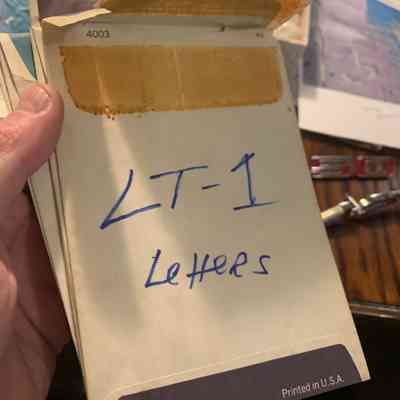 4003
LT-1
Letters
Printed in U.S.A.